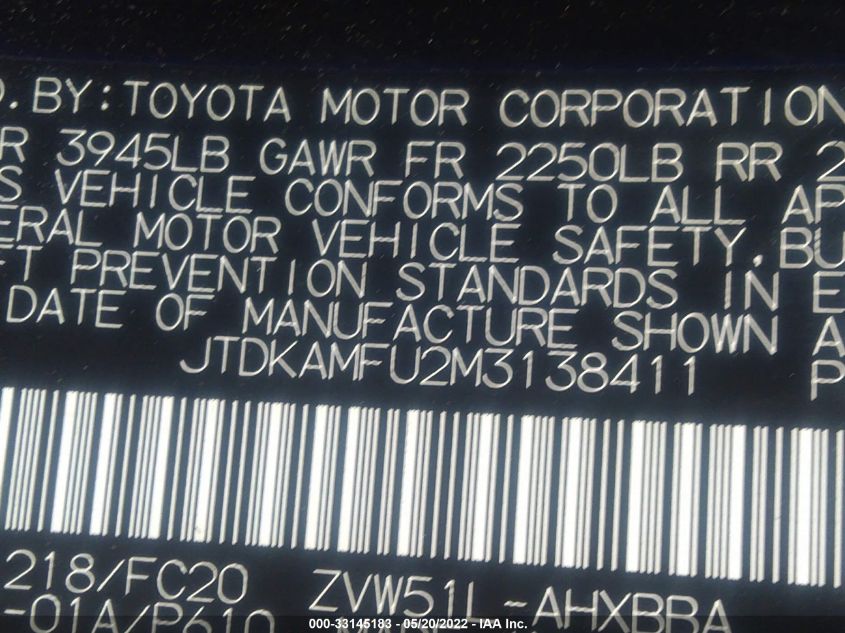 D. BY: TOYOTA MOTOR CORPORATION
R 3945LB GAWR FR 2250LB RR 2
S VEHICLE CONFORMS TO ALL AP
ERAL MOTOR VEHICLE SAFETY, BU
FT PREVENTION STANDARDS IN E
DATE OF MANUFACTURE SHOWN A
JTDKAMFU2M3138411 P
218/FC20 ZVW51L-AHXBBA
-01A/P610
000-33145183 - 05/20/2022 - IAA Inc.